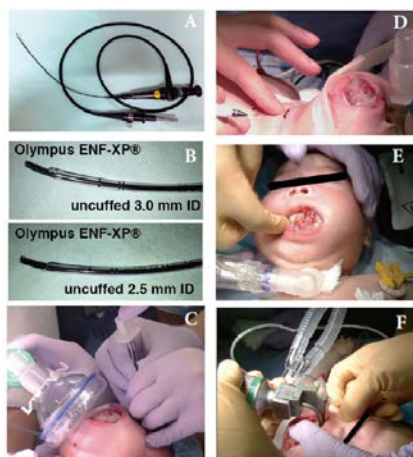 A
B
Olympus ENF-XP®
uncuffed 3.0 mm ID
Olympus ENF-XP®
uncuffed 2.5 mm ID
C
D
E
F